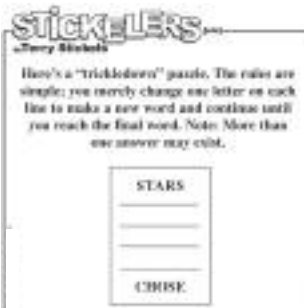 STICKELERS
by Terry Stickels
Here's a "trickledown" puzzle. The rules are
simple; you merely change one letter on each
line to make a new word and continue until
you reach the final word. Note: More than
one answer may exist.
STARS
CHOSE